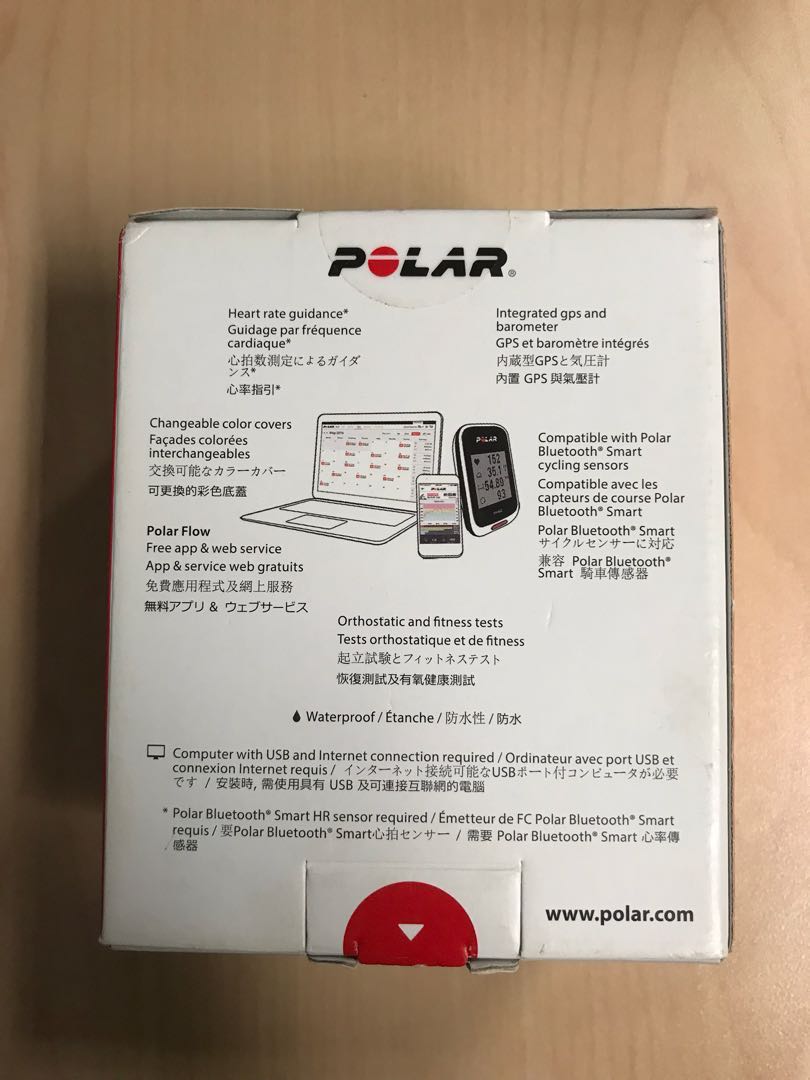 POLAR®
Heart rate guidance*
Guidage par fréquence
cardiaque*
心拍数測定によるガイダ
ンス*
心率指引*
Integrated gps and
barometer
GPS et baromètre intégrés
内蔵型GPSと気圧計
內置 GPS 與氣壓計
Changeable color covers
Façades colorées
interchangeables
交換可能なカラーカバー
可更換的彩色底蓋
POLAR
152
35.1
54.89
93
POLAR
Compatible with Polar
Bluetooth® Smart
cycling sensors
Compatible avec les
capteurs de course Polar
Bluetooth® Smart
Polar Bluetooth® Smart
サイクルセンサーに対応
兼容 Polar Bluetooth®
Smart 騎車傳感器
Polar Flow
Free app & web service
App & service web gratuits
免費應用程式及網上服務
無料アプリ & ウェブサービス
Orthostatic and fitness tests
Tests orthostatique et de fitness
起立試験とフィットネステスト
恢復測試及有氧健康測試
Waterproof / Étanche / 防水性 / 防水
Computer with USB and Internet connection required / Ordinateur avec port USB et
connexion Internet requis / インターネット接続可能なUSBポート付コンピュータが必要
です / 安裝時, 需使用具有 USB 及可連接互聯網的電腦
* Polar Bluetooth® Smart HR sensor required / Émetteur de FC Polar Bluetooth® Smart
requis / 要Polar Bluetooth® Smart心拍センサー / 需要 Polar Bluetooth® Smart 心率傳
感器
www.polar.com